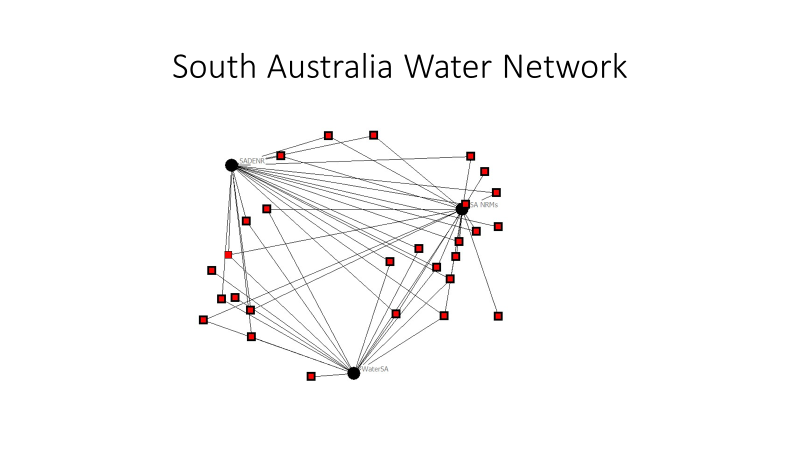 South Australia Water Network
SADENR
SA NRMs
WaterSA